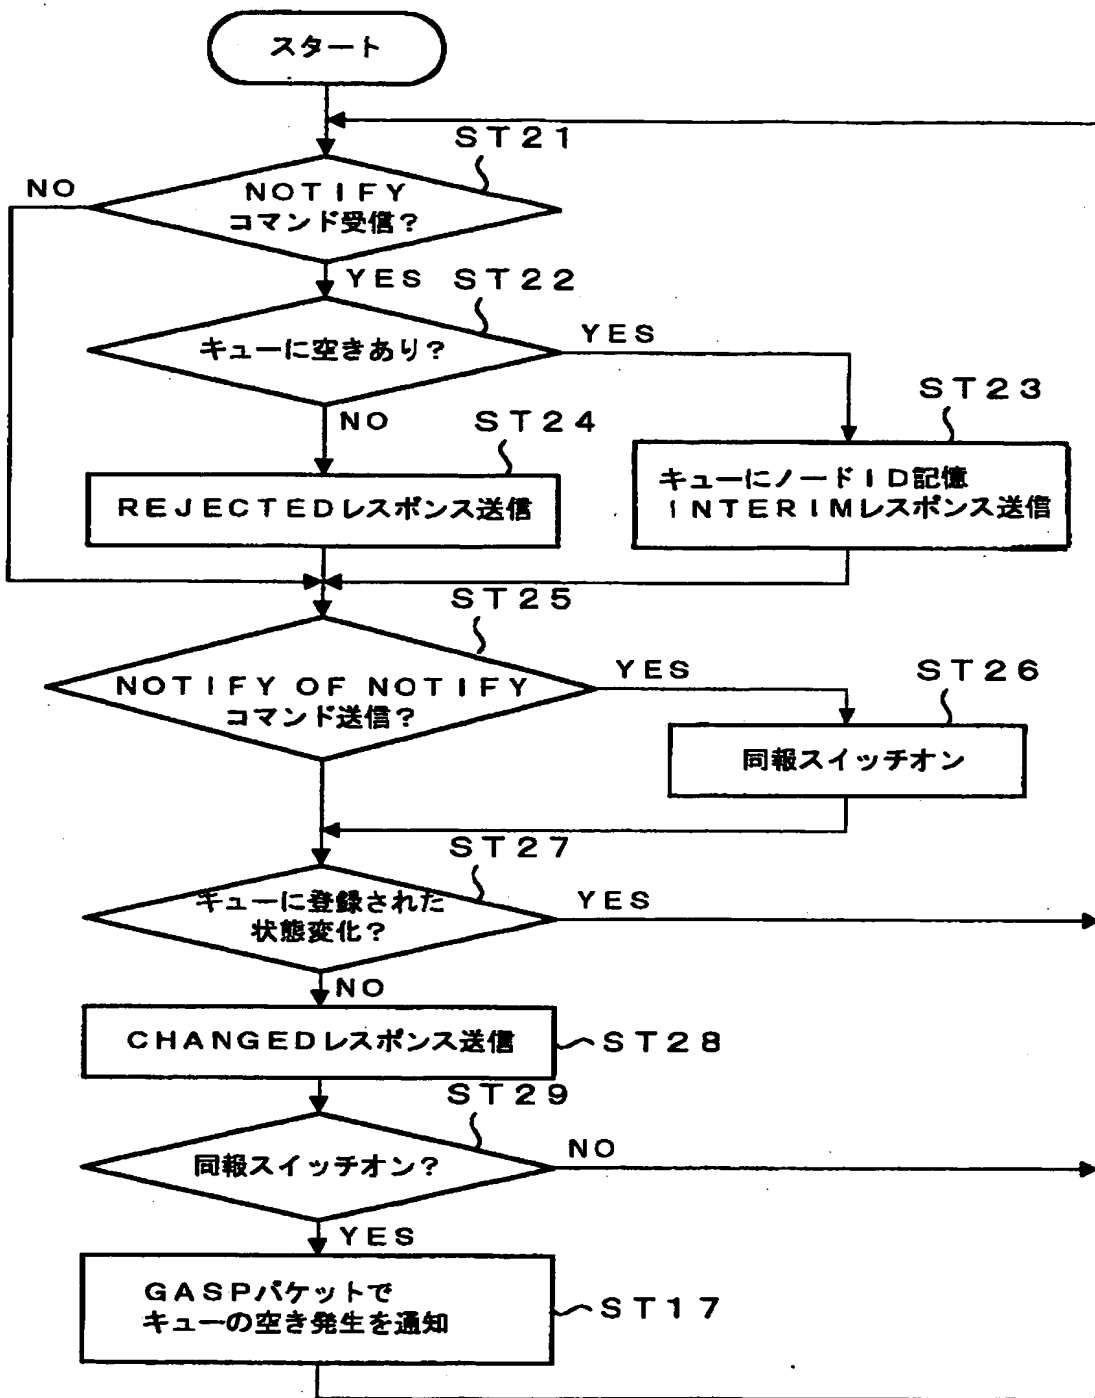 スタート
ST21
NO
NOTIFY
コマンド受信?
YES
ST22
キューに空きあり?
YES
ST23
NO
ST24
キューにノードID記憶
INTERIMレスポンス送信
REJECTEDレスポンス送信
ST25
NOTIFY OF NOTIFY
コマンド送信?
YES
ST26
同報スイッチオン
ST27
キューに登録された
状態変化?
YES
NO
CHANGEDレスポンス送信
ST28
ST29
同報スイッチオン?
NO
YES
GASPパケットで
キューの空き発生を通知
ST17